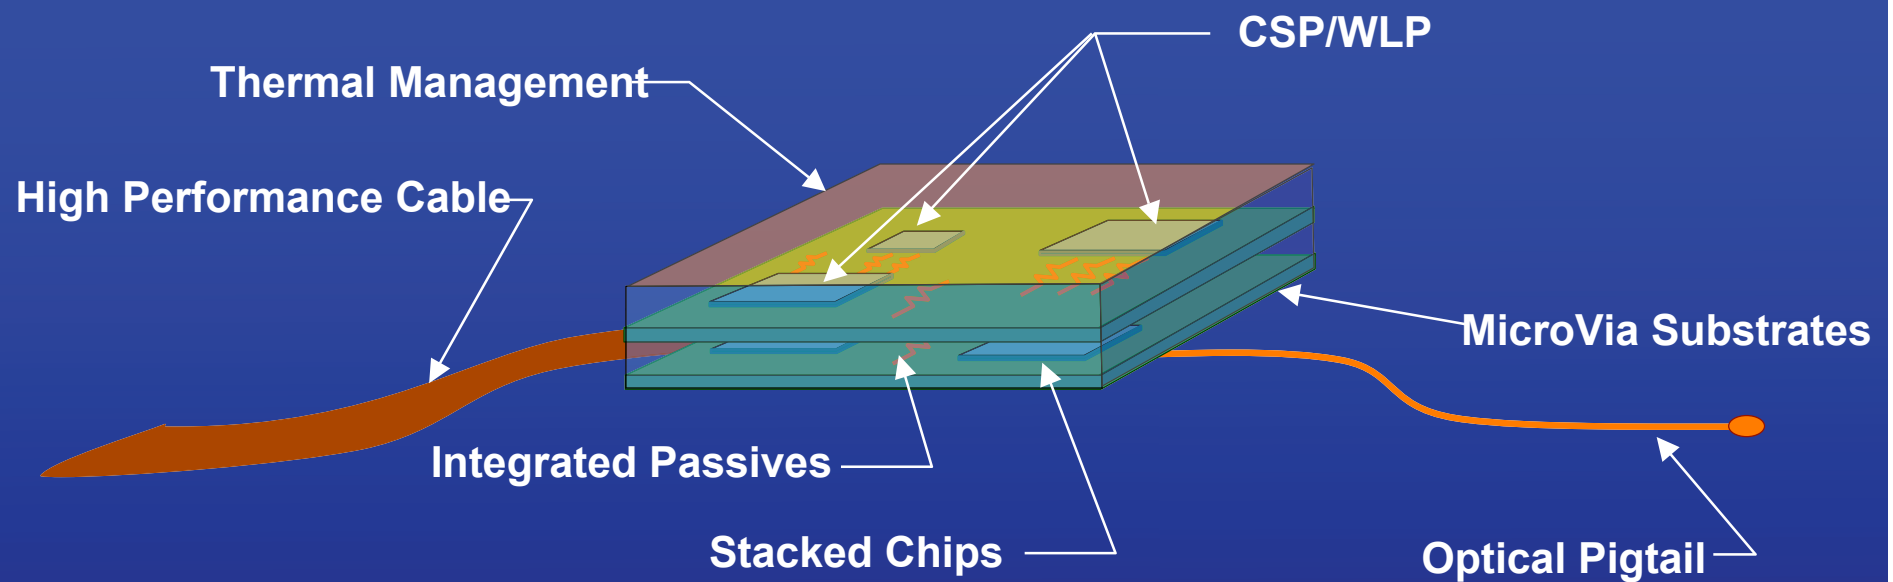 CSP/WLP
Thermal Management
High Performance Cable
MicroVia Substrates
Integrated Passives
Stacked Chips
Optical Pigtail